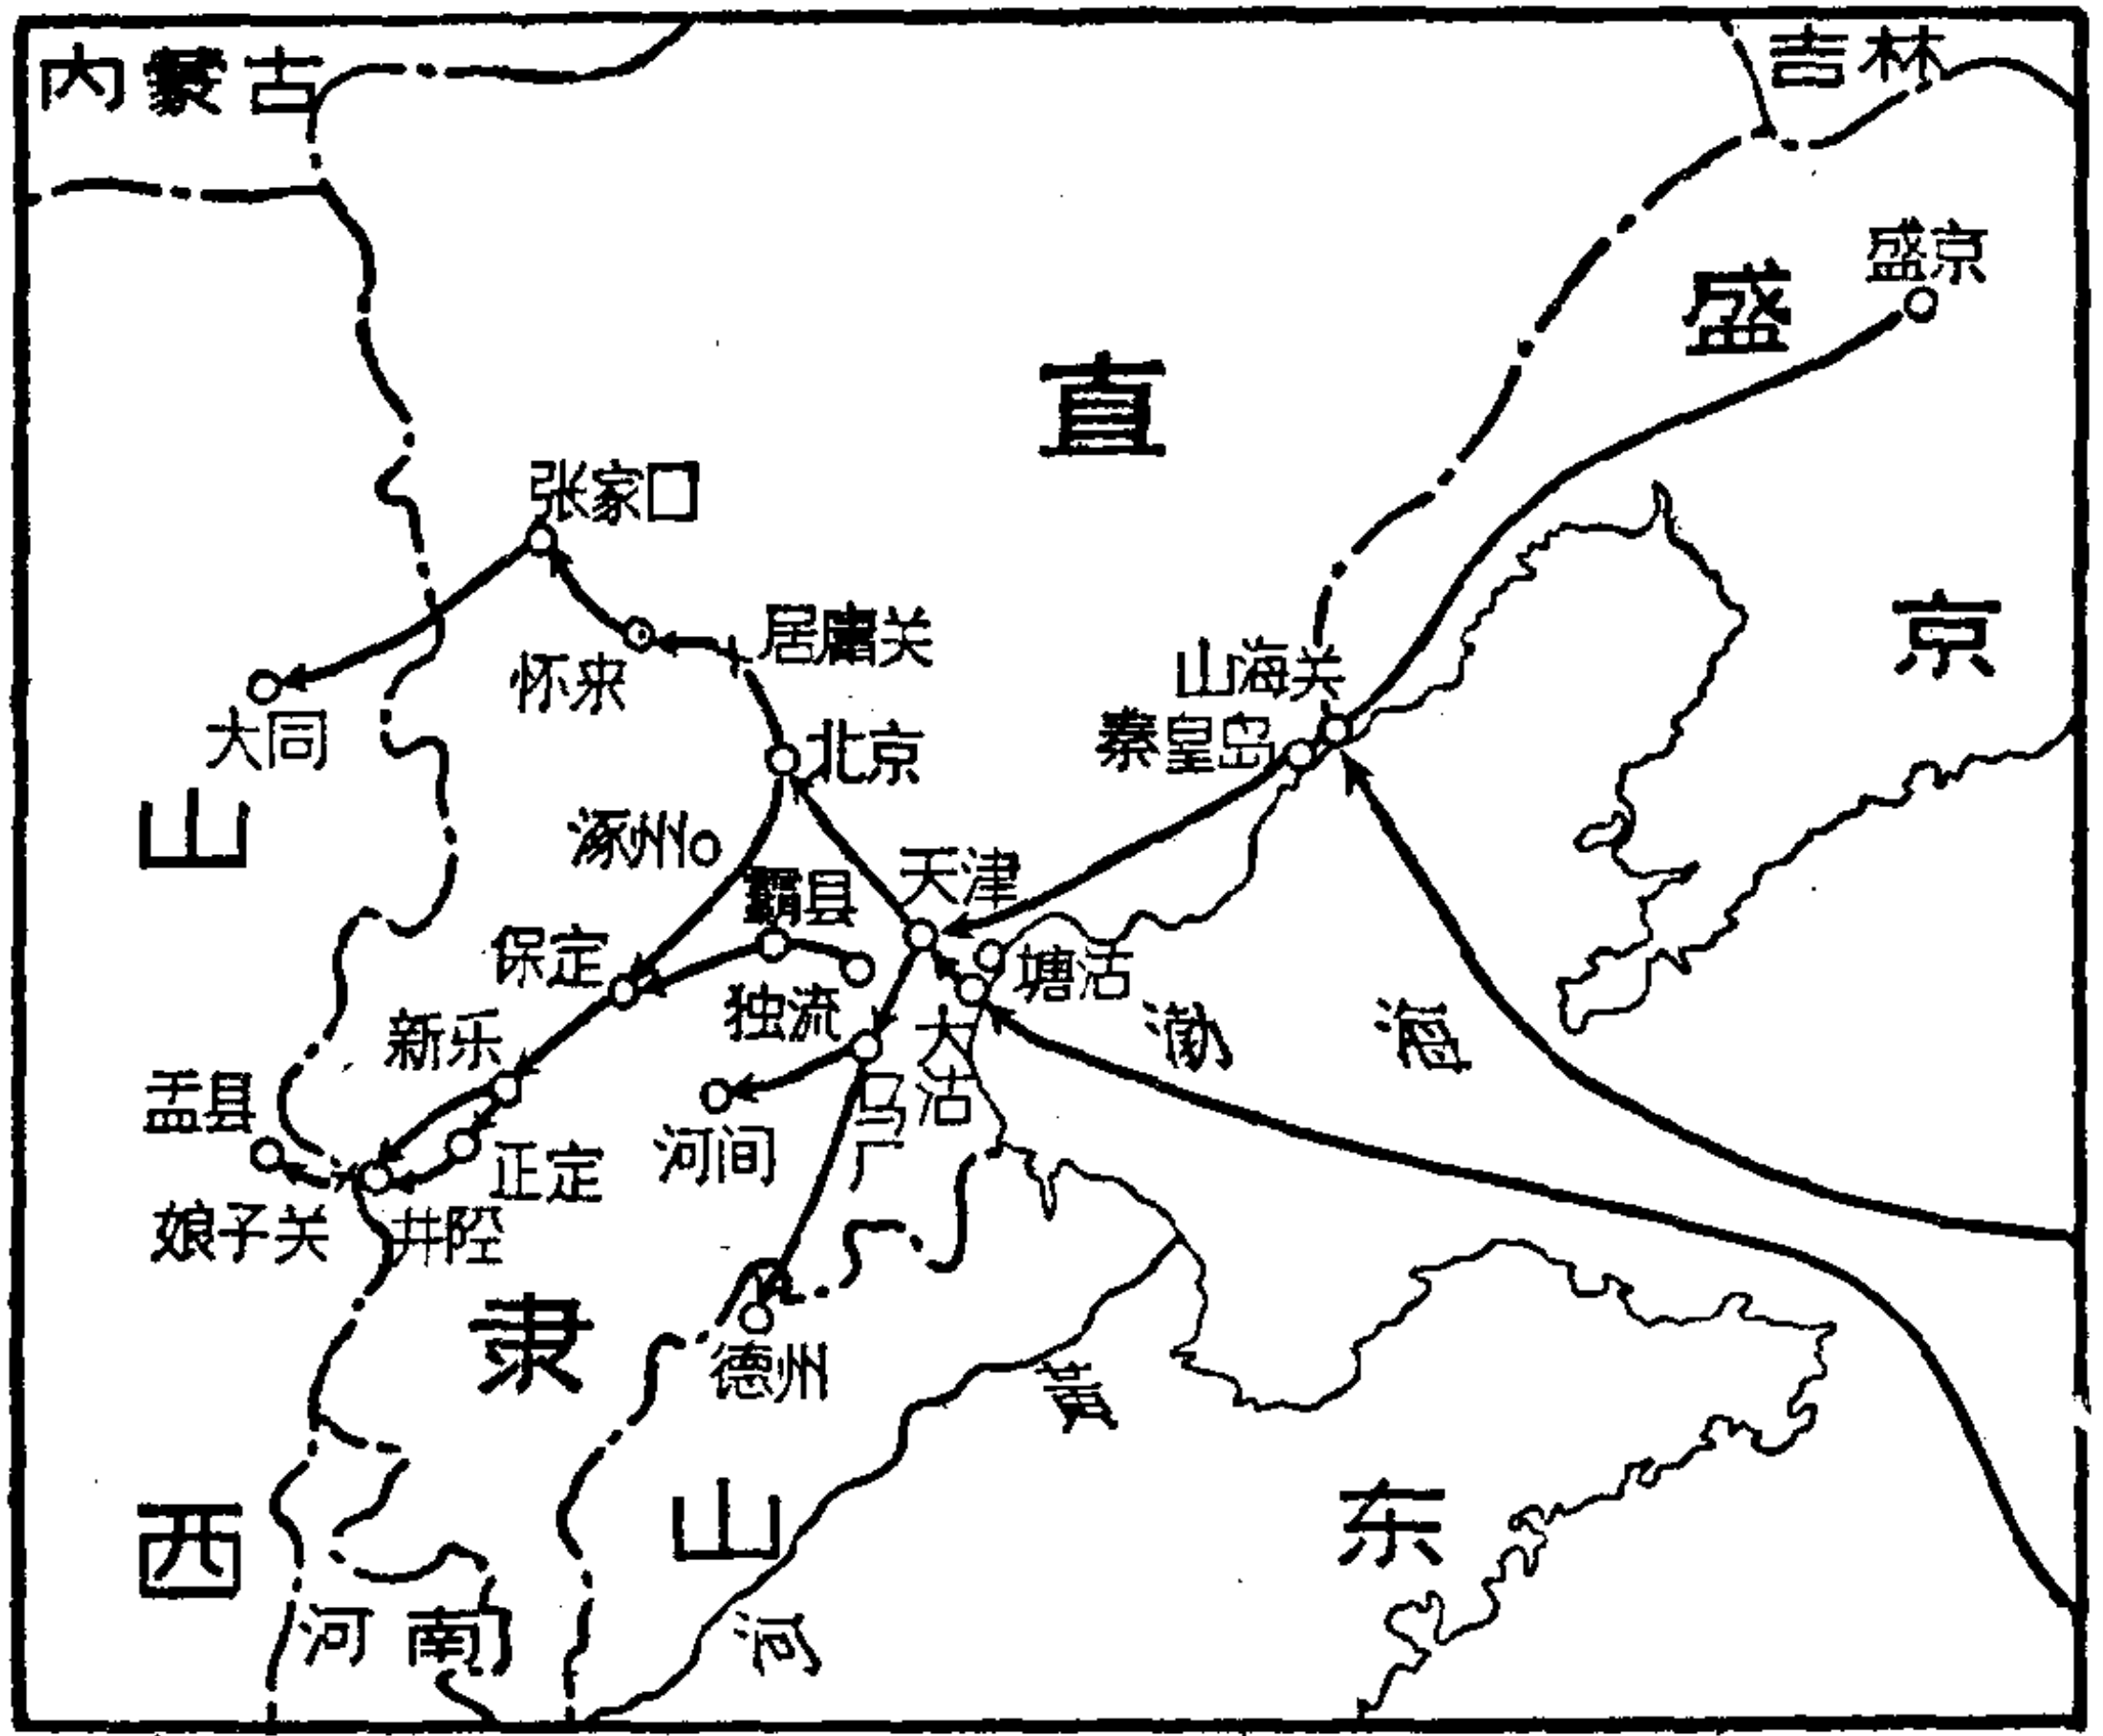 内蒙古
吉林
盛京
盛
直
京
张家口
居庸关
怀来
山海关
秦皇岛
大同
北京
山
涿州
天津
霸县
保定
塘沽
独流
大沽
渤海
新乐
盂县
马厂
河间
正定
娘子关
井陉
隶
德州
黄
西
山
东
河南
河